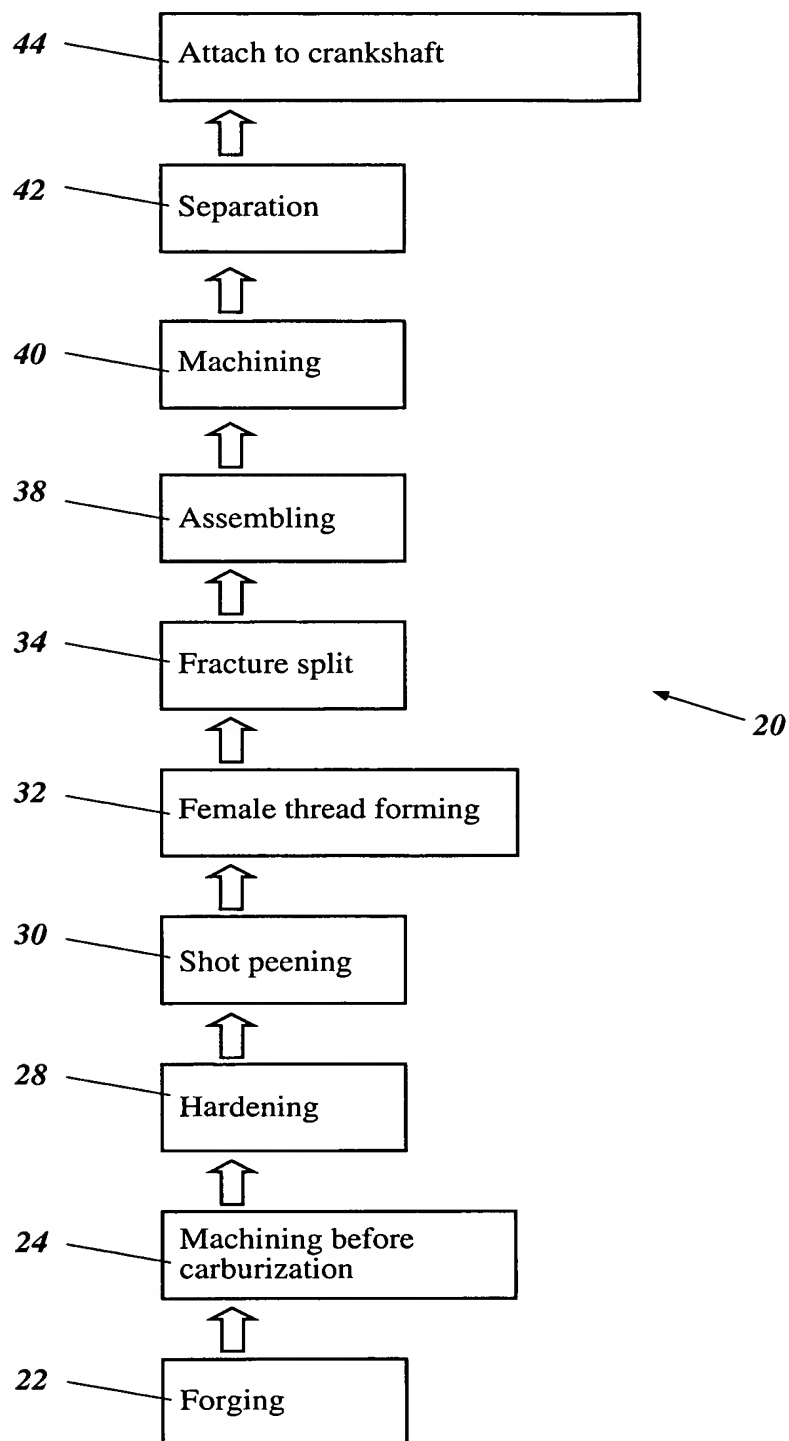 44 Attach to crankshaft
42 Separation
40 Machining
38 Assembling
34 Fracture split
20
32 Female thread forming
30 Shot peening
28 Hardening
24 Machining before
carburization
22 Forging